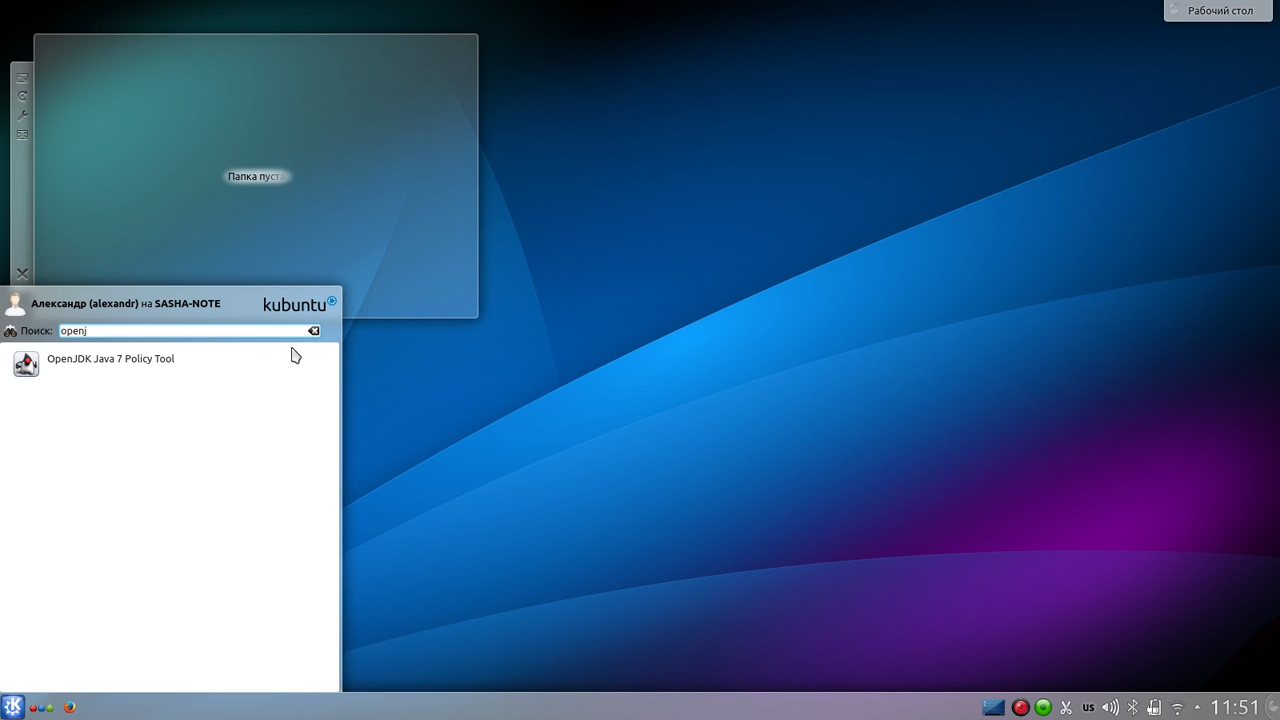 Рабочий стол
Папка пуста
Александр (alexandr) на SASHA-NOTE
kubuntu
Поиск: openj
OpenJDK Java 7 Policy Tool
us
11:51